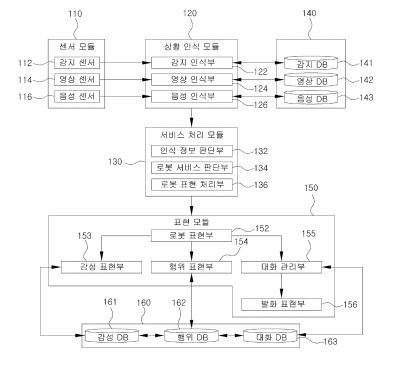 110 120 140
센서 모듈 상황 인식 모듈
112 감지 센서 감지 인식부 122 감지 DB 141
114 영상 센서 영상 인식부 124 영상 DB 142
116 음성 센서 음성 인식부 126 음성 DB 143
서비스 처리 모듈
130 인식 정보 판단부 132
로봇 서비스 판단부 134
로봇 표현 처리부 136
150
표현 모듈
로봇 표현부 152
153 154 155
감성 표현부 행위 표현부 대화 관리부
발화 표현부 156
161 160 162
감성 DB 행위 DB 대화 DB 163